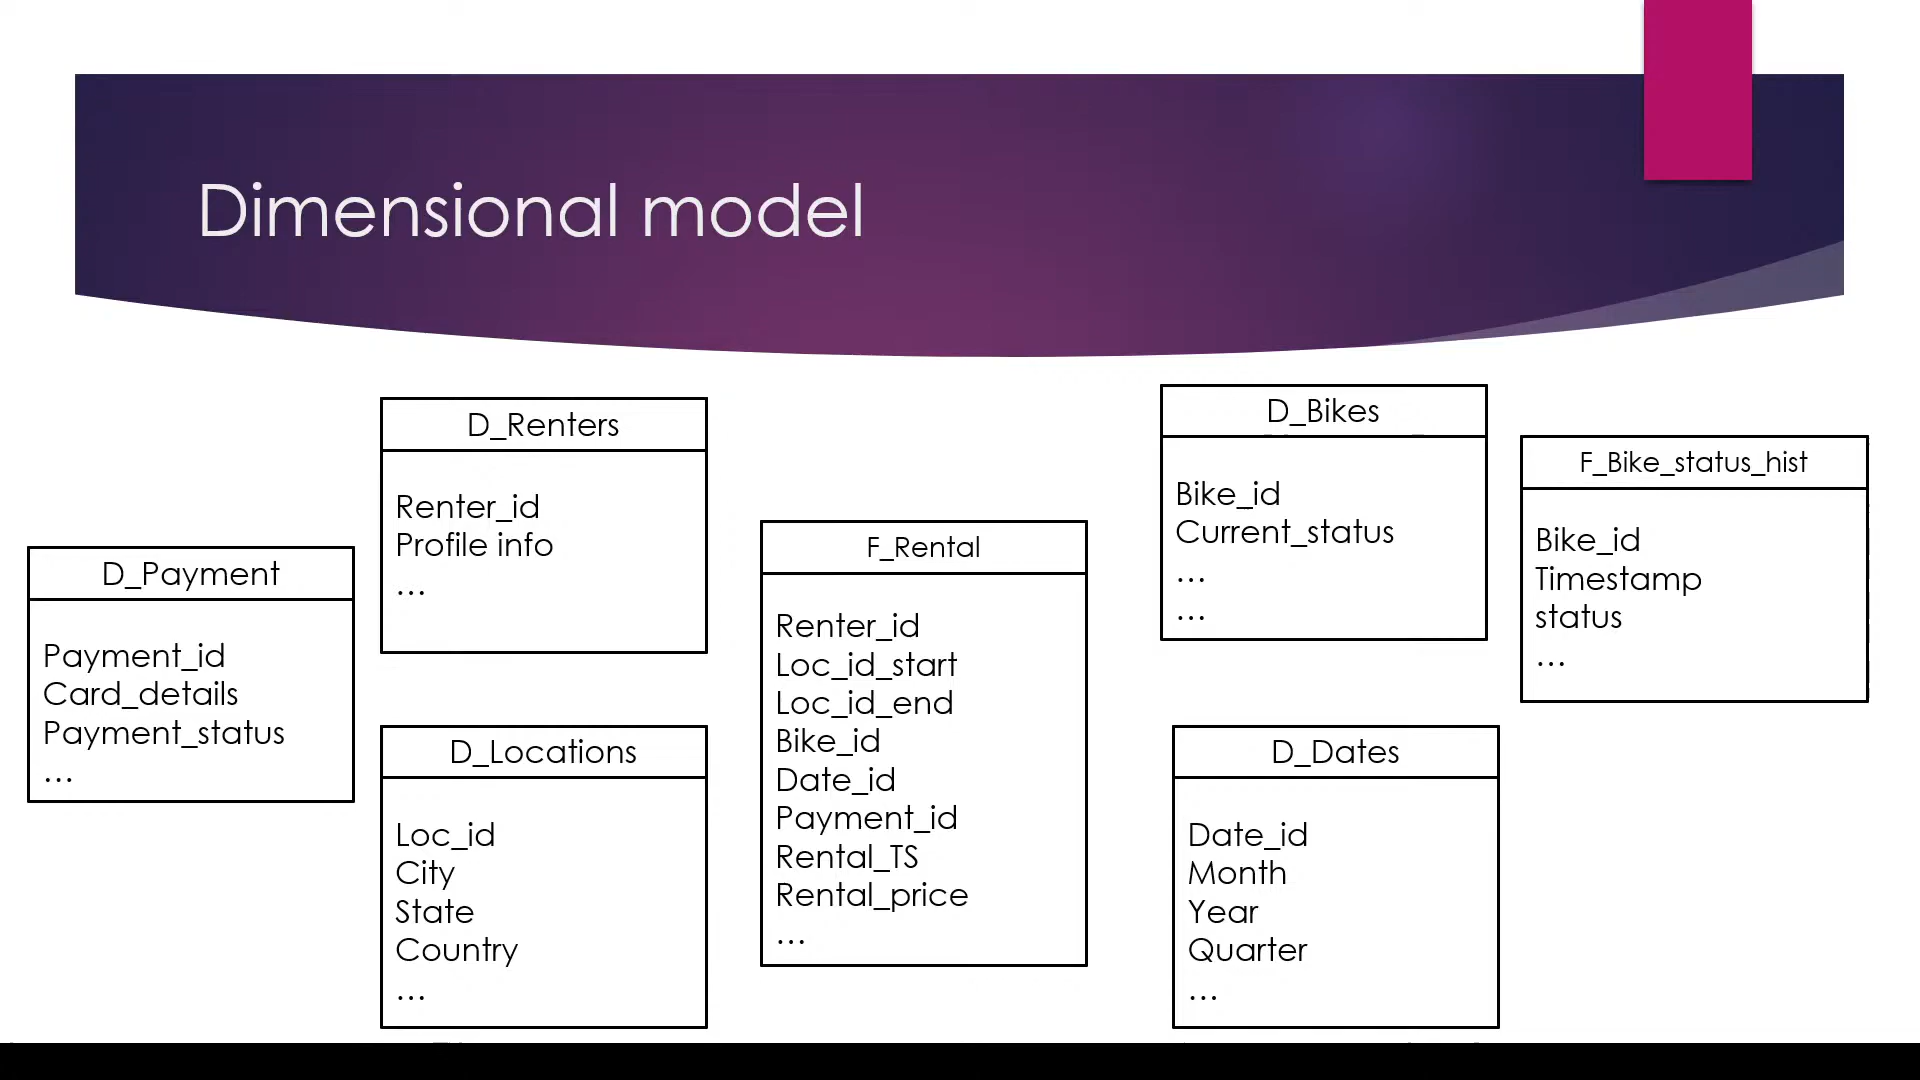 Dimensional model
D_Payment
Payment_id
Card_details
Payment_status
...
D_Renters
Renter_id
Profile info
...
D_Locations
Loc_id
City
State
Country
...
F_Rental
Renter_id
Loc_id_start
Loc_id_end
Bike_id
Date_id
Payment_id
Rental_TS
Rental_price
...
D_Bikes
Bike_id
Current_status
...
...
D_Dates
Date_id
Month
Year
Quarter
...
F_Bike_status_hist
Bike_id
Timestamp
status
...